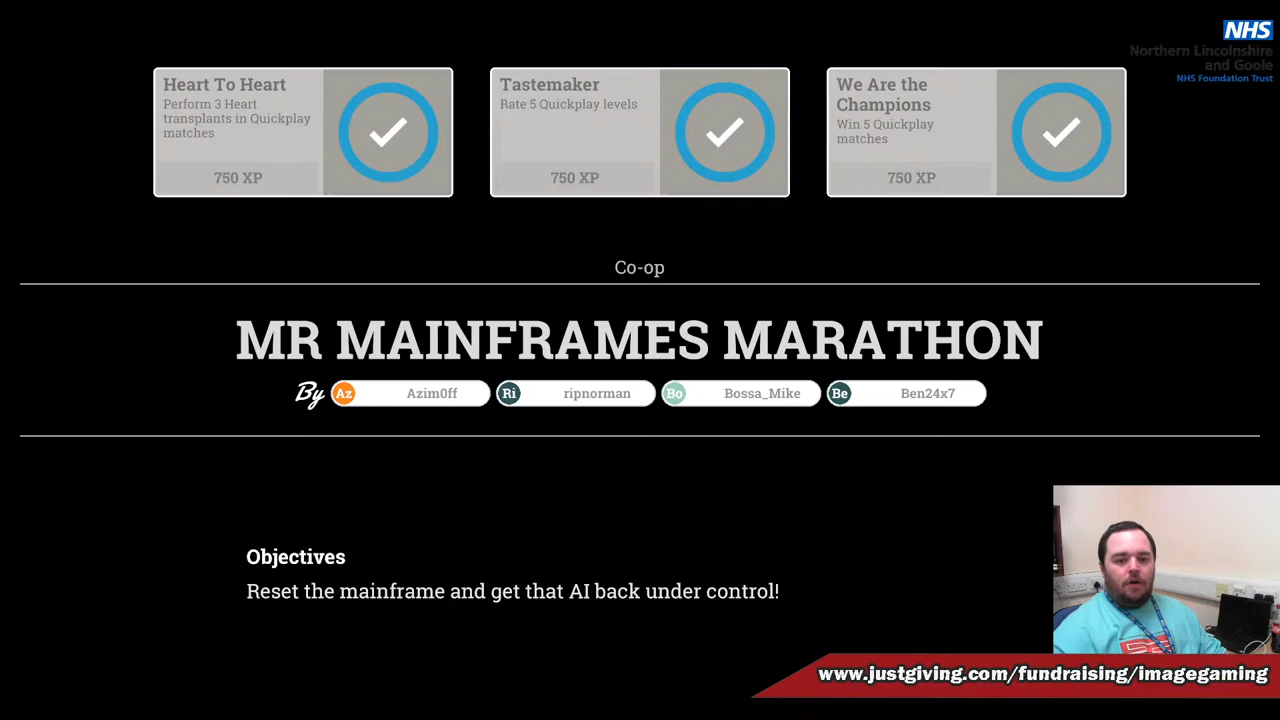 NHS
Northern Lincolnshire
and Goole
NHS Foundation Trust
Heart To Heart
Perform 3 Heart
transplants in Quickplay
matches
750 XP
Tastemaker
Rate 5 Quickplay levels
750 XP
We Are the
Champions
Win 5 Quickplay
matches
750 XP
Co-op
MR MAINFRAMES MARATHON
By Az Azim0ff Ri ripnorman Bo Bossa_Mike Be Ben24x7
Objectives
Reset the mainframe and get that AI back under control!
www.justgiving.com/fundraising/imagegaming